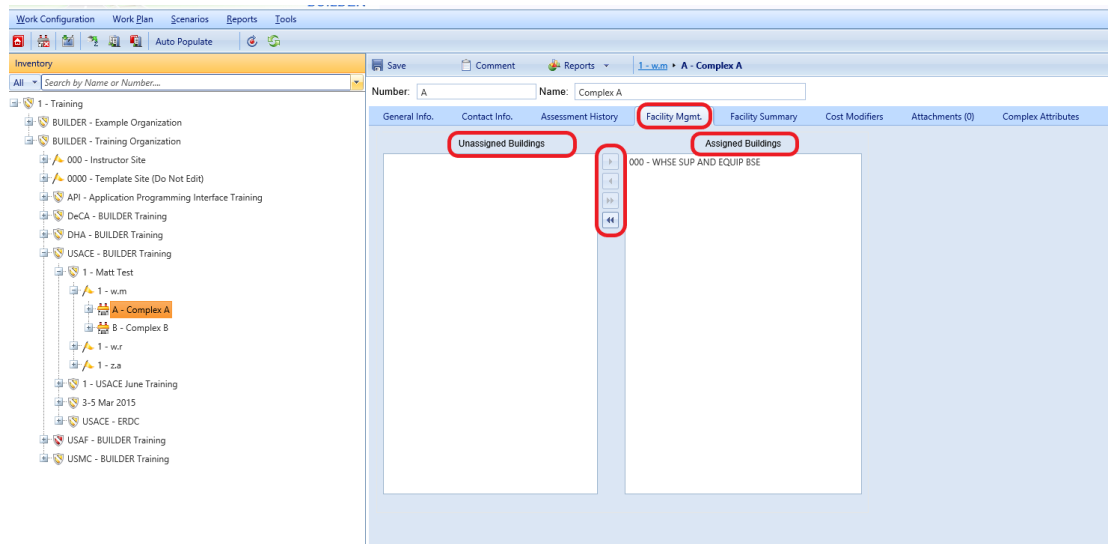 BUILDER
Work Configuration Work Plan Scenarios Reports Tools
Auto Populate
Inventory
All Search by Name or Number....
1 - Training
BUILDER - Example Organization
BUILDER - Training Organization
000 - Instructor Site
0000 - Template Site (Do Not Edit)
API - Application Programming Interface Training
DeCA - BUILDER Training
DHA - BUILDER Training
USACE - BUILDER Training
1 - Matt Test
1 - w.m
A - Complex A
B - Complex B
1 - w.r
1 - z.a
1 - USACE June Training
3-5 Mar 2015
USACE - ERDC
USAF - BUILDER Training
USMC - BUILDER Training
Save Comment Reports 1 - w.m A - Complex A
Number: A Name: Complex A
General Info. Contact Info. Assessment History Facility Mgmt. Facility Summary Cost Modifiers Attachments (0) Complex Attributes
Unassigned Buildings Assigned Buildings
000 - WHSE SUP AND EQUIP BSE